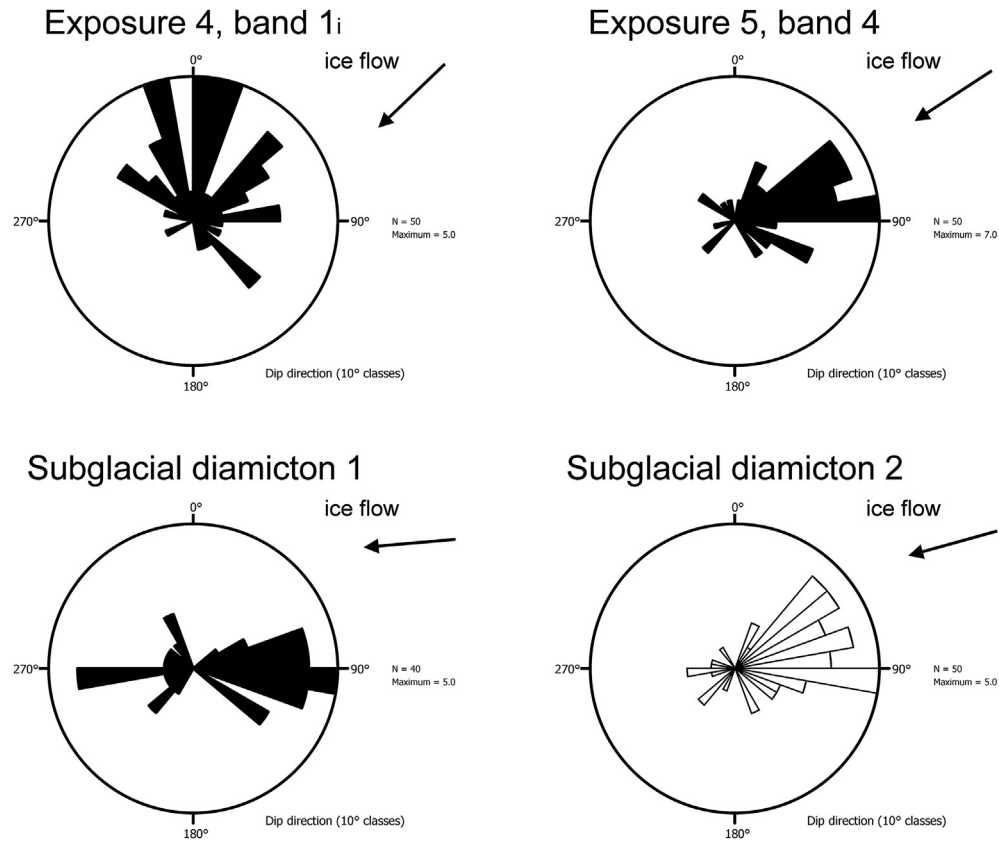 Exposure 4, band 1i
0°
ice flow
270°
90°
N = 50
Maximum = 5.0
Dip direction (10° classes)
180°
Exposure 5, band 4
0°
ice flow
270°
90°
N = 50
Maximum = 7.0
Dip direction (10° classes)
180°
Subglacial diamicton 1
0°
ice flow
270°
90°
N = 40
Maximum = 5.0
Dip direction (10° classes)
180°
Subglacial diamicton 2
0°
ice flow
270°
90°
N = 50
Maximum = 5.0
Dip direction (10° classes)
180°